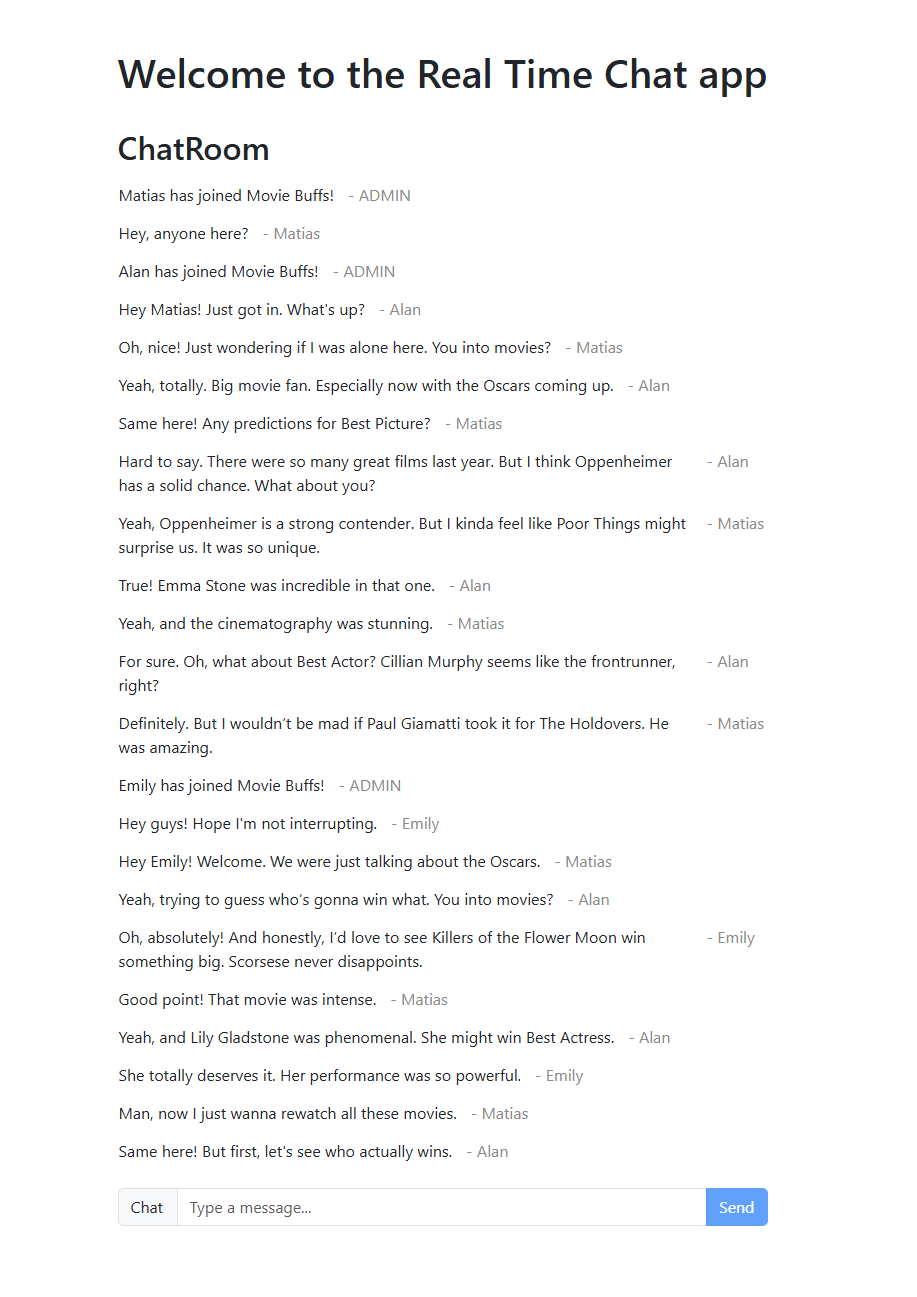 Welcome to the Real Time Chat app
ChatRoom
Matias has joined Movie Buffs! - ADMIN
Hey, anyone here? - Matias
Alan has joined Movie Buffs! - ADMIN
Hey Matias! Just got in. What's up? - Alan
Oh, nice! Just wondering if I was alone here. You into movies? - Matias
Yeah, totally. Big movie fan. Especially now with the Oscars coming up. - Alan
Same here! Any predictions for Best Picture? - Matias
Hard to say. There were so many great films last year. But I think Oppenheimer - Alan
has a solid chance. What about you?
Yeah, Oppenheimer is a strong contender. But I kinda feel like Poor Things might - Matias
surprise us. It was so unique.
True! Emma Stone was incredible in that one. - Alan
Yeah, and the cinematography was stunning. - Matias
For sure. Oh, what about Best Actor? Cillian Murphy seems like the frontrunner, - Alan
right?
Definitely. But I wouldn’t be mad if Paul Giamatti took it for The Holdovers. He - Matias
was amazing.
Emily has joined Movie Buffs! - ADMIN
Hey guys! Hope I'm not interrupting. - Emily
Hey Emily! Welcome. We were just talking about the Oscars. - Matias
Yeah, trying to guess who’s gonna win what. You into movies? - Alan
Oh, absolutely! And honestly, I’d love to see Killers of the Flower Moon win - Emily
something big. Scorsese never disappoints.
Good point! That movie was intense. - Matias
Yeah, and Lily Gladstone was phenomenal. She might win Best Actress. - Alan
She totally deserves it. Her performance was so powerful. - Emily
Man, now I just wanna rewatch all these movies. - Matias
Same here! But first, let's see who actually wins. - Alan
Chat Type a message... Send